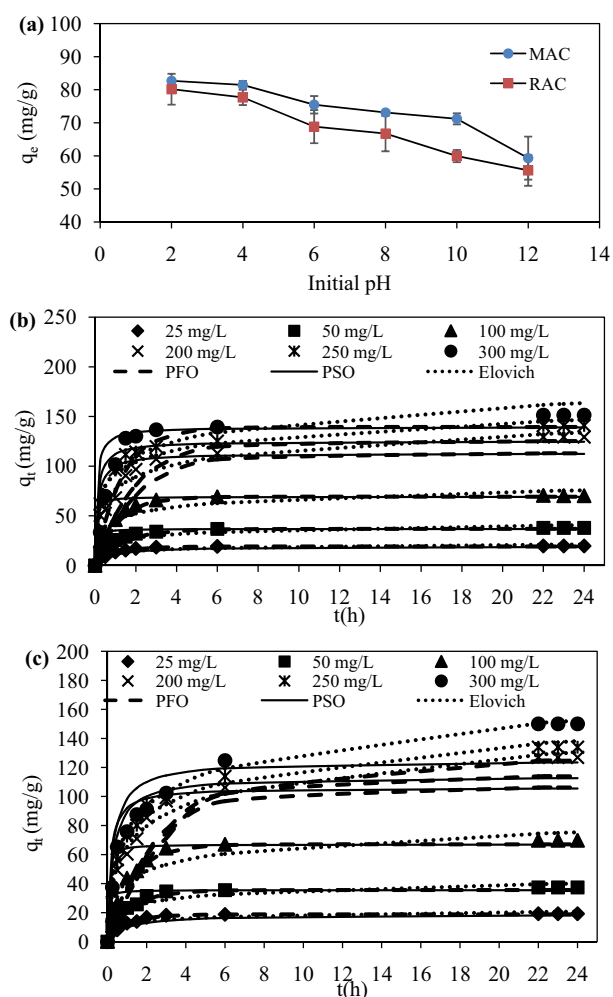 (a)
100
90
80
70
60
50
40
qe (mg/g)
MAC
RAC
0 2 4 6 8 10 12 14
Initial pH
(b)
250
200
150
100
50
0
qt (mg/g)
25 mg/L 50 mg/L 100 mg/L
200 mg/L 250 mg/L 300 mg/L
PFO PSO Elovich
0 2 4 6 8 10 12 14 16 18 20 22 24
t(h)
(c)
200
180
160
140
120
100
80
60
40
20
0
qt (mg/g)
25 mg/L 50 mg/L 100 mg/L
200 mg/L 250 mg/L 300 mg/L
PFO PSO Elovich
0 2 4 6 8 10 12 14 16 18 20 22 24
t(h)